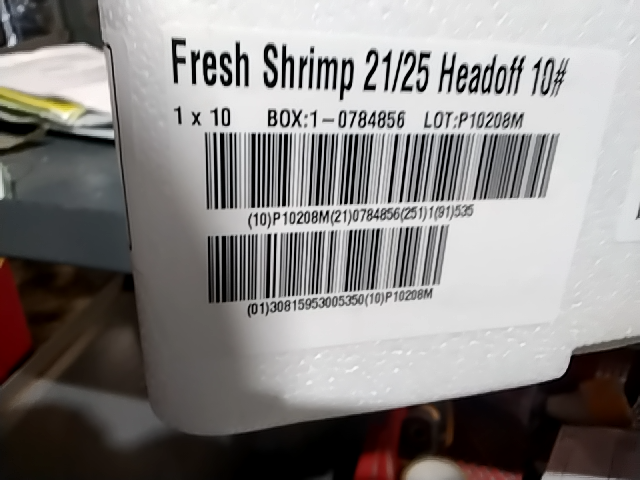 Fresh Shrimp 21/25 Headoff 10#
1 x 10 BOX:1-0784856 LOT:P10208M
(10)P10208M(21)0784856(251)1(91)535
(01)30815953005350(10)P10208M